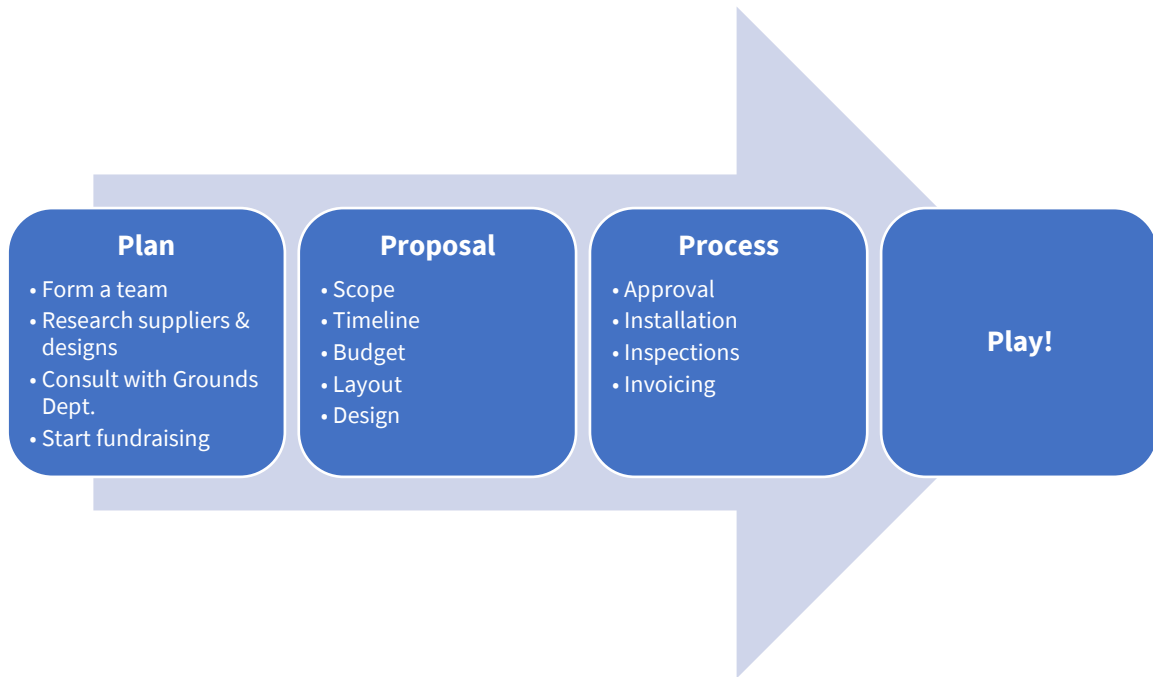 Plan
• Form a team
• Research suppliers &
designs
• Consult with Grounds
Dept.
• Start fundraising
Proposal
• Scope
• Timeline
• Budget
• Layout
• Design
Process
• Approval
• Installation
• Inspections
• Invoicing
Play!